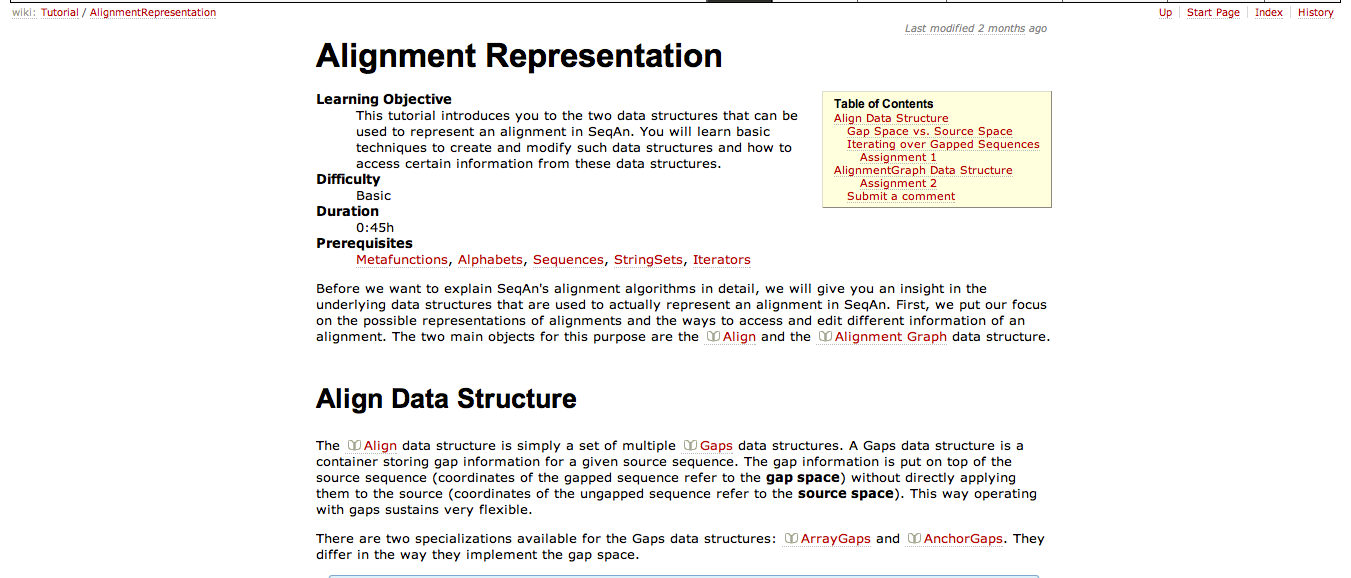 wiki: Tutorial / AlignmentRepresentation
Up Start Page Index History
Last modified 2 months ago
Alignment Representation
Learning Objective
This tutorial introduces you to the two data structures that can be
used to represent an alignment in SeqAn. You will learn basic
techniques to create and modify such data structures and how to
access certain information from these data structures.
Difficulty
Basic
Duration
0:45h
Prerequisites
Metafunctions, Alphabets, Sequences, StringSets, Iterators
Table of Contents
Align Data Structure
Gap Space vs. Source Space
Iterating over Gapped Sequences
Assignment 1
AlignmentGraph Data Structure
Assignment 2
Submit a comment
Before we want to explain SeqAn's alignment algorithms in detail, we will give you an insight in the
underlying data structures that are used to actually represent an alignment in SeqAn. First, we put our focus
on the possible representations of alignments and the ways to access and edit different information of an
alignment. The two main objects for this purpose are the Align and the Alignment Graph data structure.
Align Data Structure
The Align data structure is simply a set of multiple Gaps data structures. A Gaps data structure is a
container storing gap information for a given source sequence. The gap information is put on top of the
source sequence (coordinates of the gapped sequence refer to the gap space) without directly applying
them to the source (coordinates of the ungapped sequence refer to the source space). This way operating
with gaps sustains very flexible.
There are two specializations available for the Gaps data structures: ArrayGaps and AnchorGaps. They
differ in the way they implement the gap space.